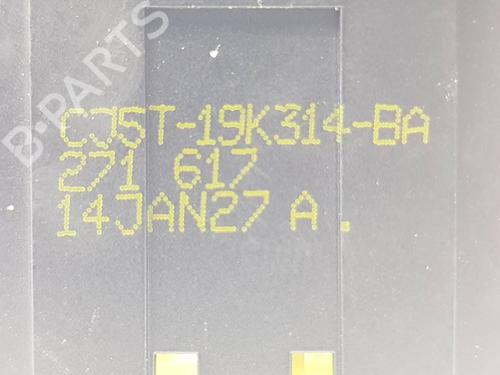 B-PARTS
CJ5T-19K314-BA
271 617
14JAN27 A .